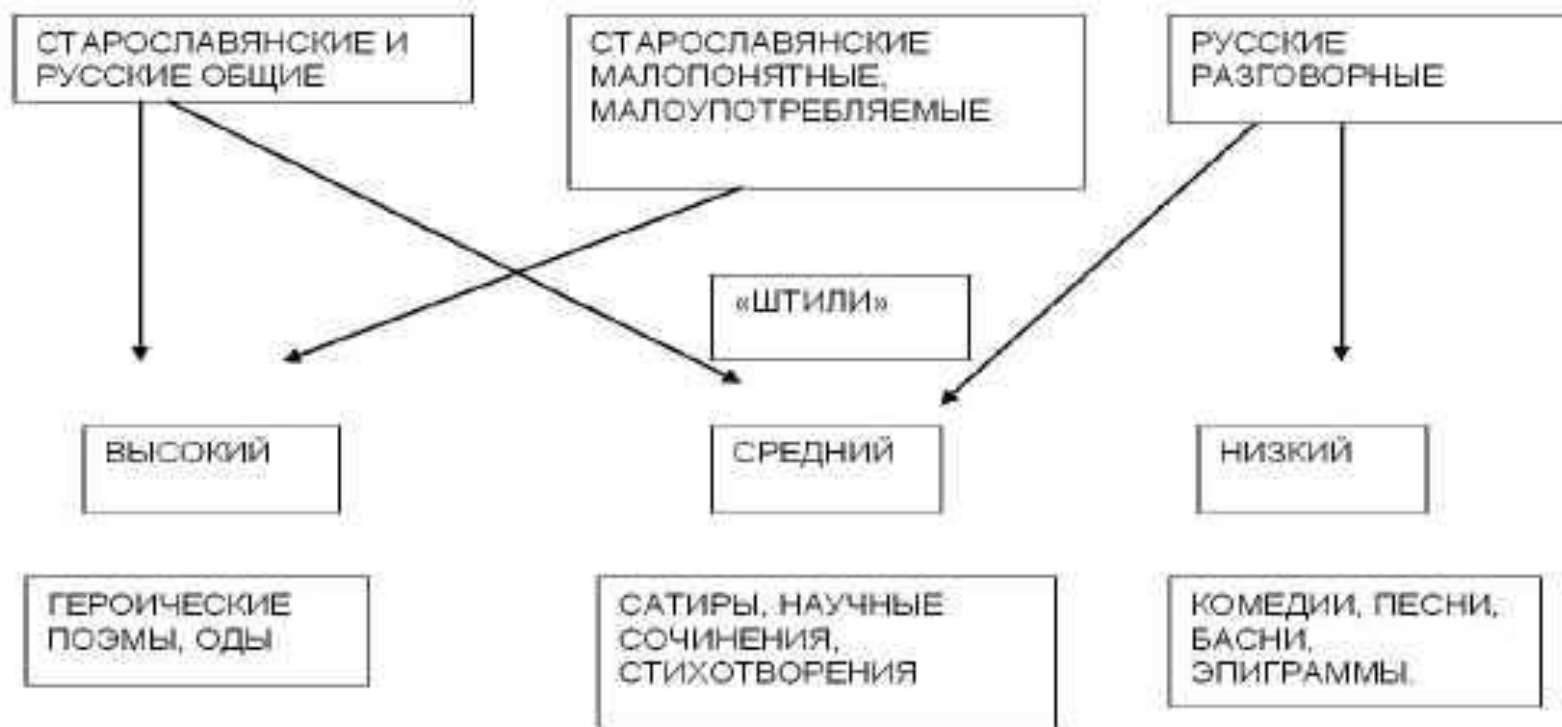 СТАРОСЛАВЯНСКИЕ И
РУССКИЕ ОБЩИЕ
СТАРОСЛАВЯНСКИЕ
МАЛОПОНЯТНЫЕ,
МАЛОУПОТРЕБЛЯЕМЫЕ
РУССКИЕ
РАЗГОВОРНЫЕ
«ШТИЛИ»
ВЫСОКИЙ
СРЕДНИЙ
НИЗКИЙ
ГЕРОИЧЕСКИЕ
ПОЭМЫ, ОДЫ
САТИРЫ, НАУЧНЫЕ
СОЧИНЕНИЯ,
СТИХОТВОРЕНИЯ
КОМЕДИИ, ПЕСНИ,
БАСНИ,
ЭПИГРАММЫ.